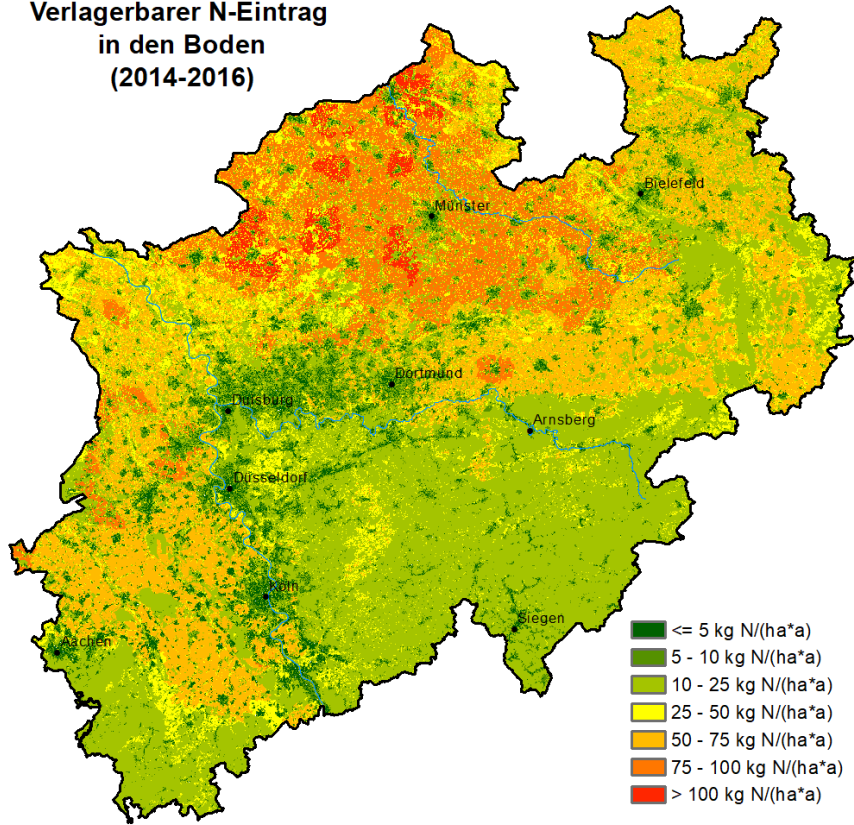 Verlagerbarer N-Eintrag
in den Boden
(2014-2016)
Bielefeld
Münster
Dortmund
Duisburg
Arnsberg
Düsseldorf
Köln
Siegen
Aachen
<= 5 kg N/(ha*a)
5 - 10 kg N/(ha*a)
10 - 25 kg N/(ha*a)
25 - 50 kg N/(ha*a)
50 - 75 kg N/(ha*a)
75 - 100 kg N/(ha*a)
> 100 kg N/(ha*a)